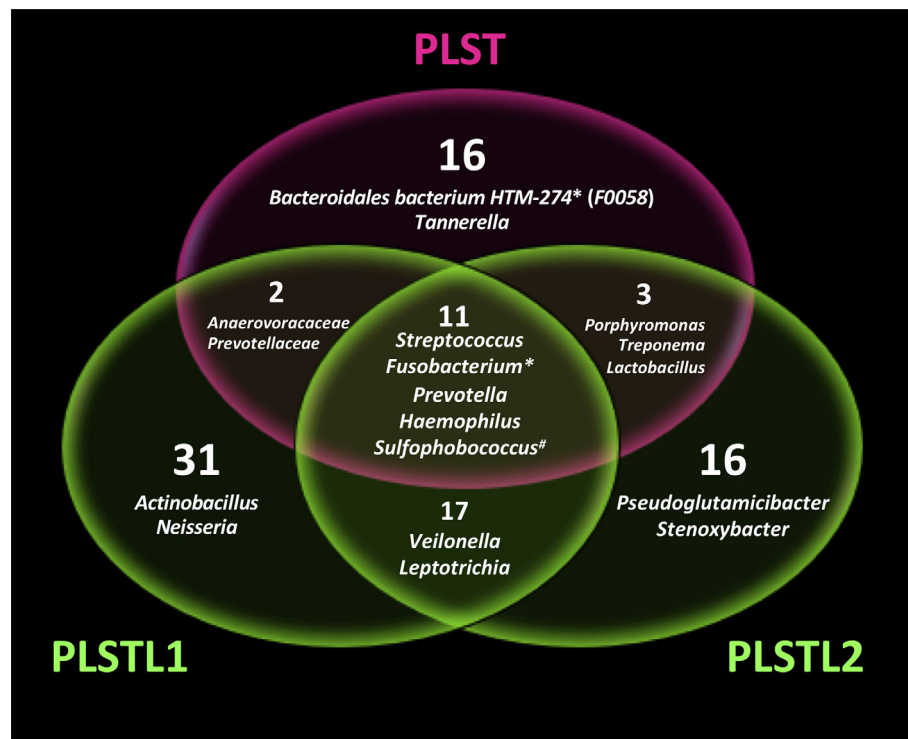 PLST
16
Bacteroidales bacterium HTM-274* (F0058)
Tannerella
2
Anaerovoracaceae
Prevotellaceae
11
Streptococcus
Fusobacterium*
Prevotella
Haemophilus
Sulfophobococcus#
3
Porphyromonas
Treponema
Lactobacillus
31
Actinobacillus
Neisseria
17
Veilonella
Leptotrichia
16
Pseudoglutamicibacter
Stenoxybacter
PLSTL1
PLSTL2